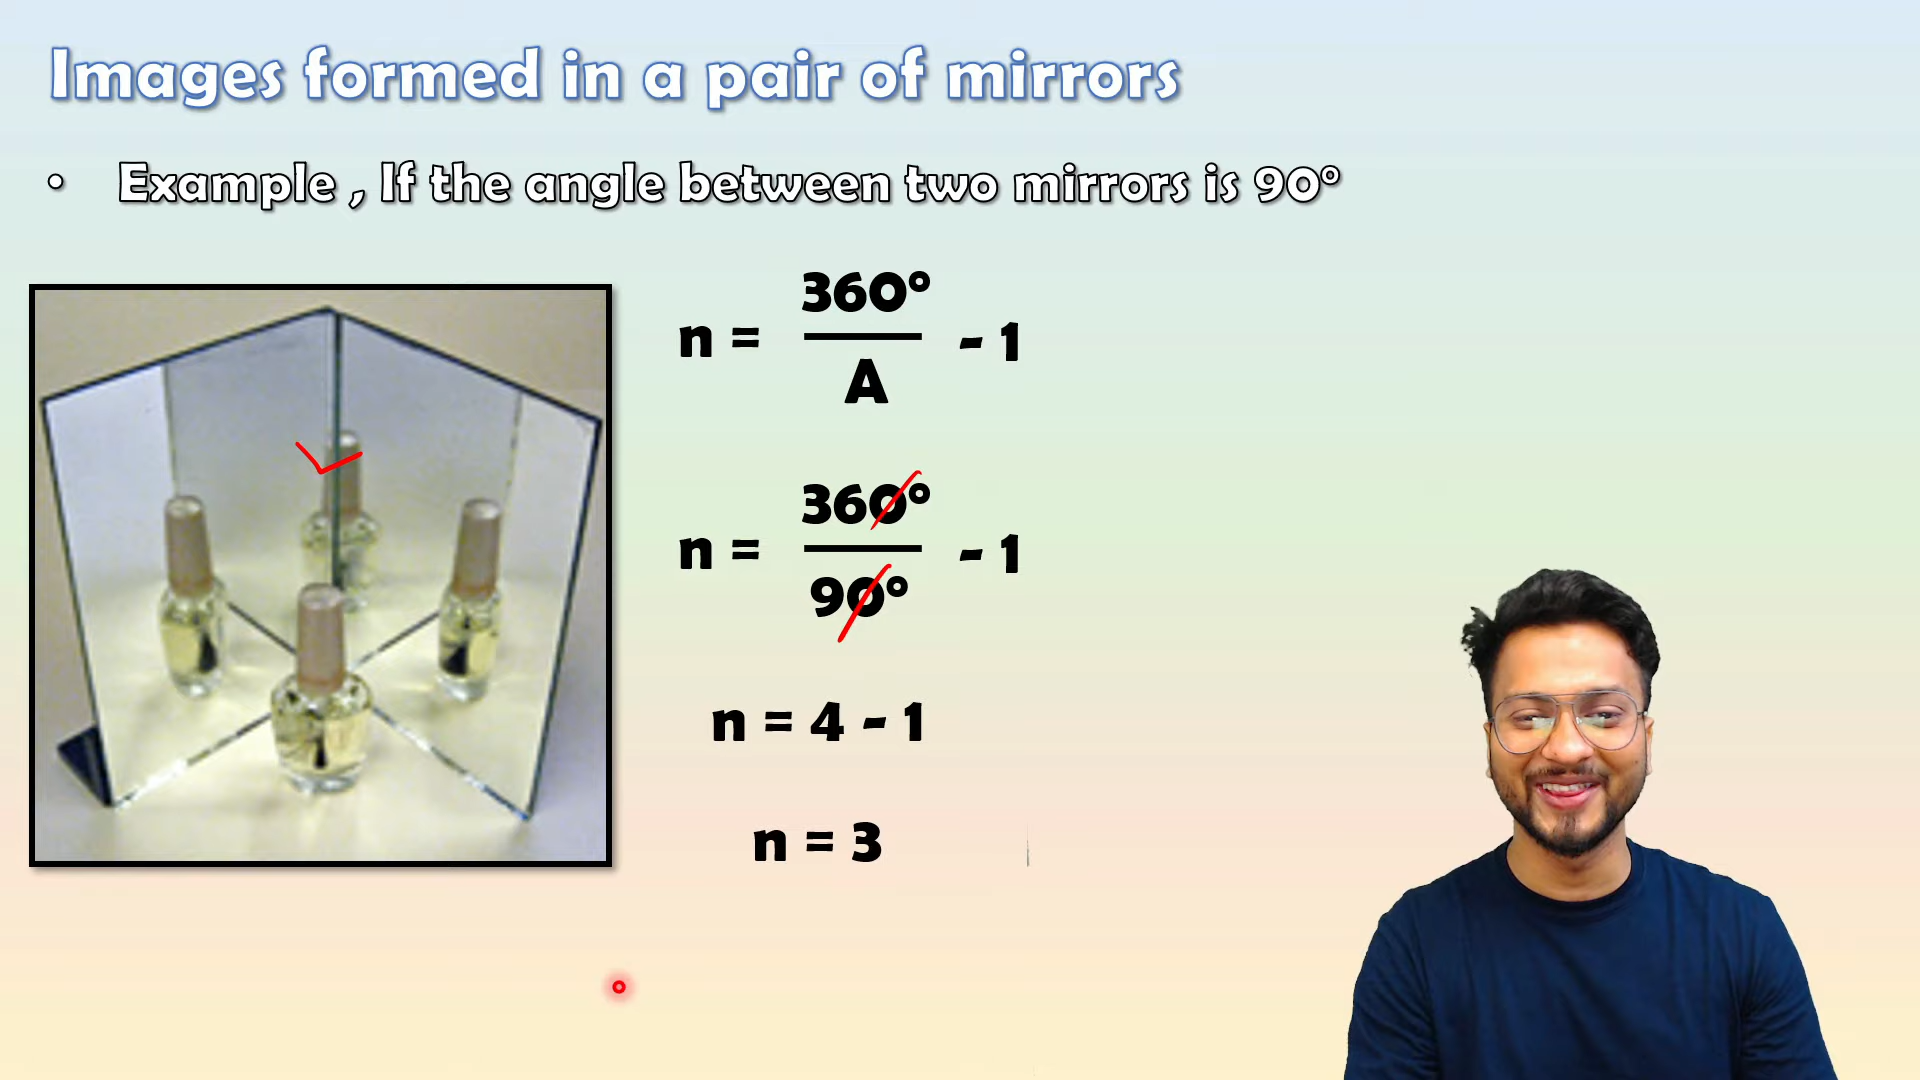 Images formed in a pair of mirrors
• Example , If the angle between two mirrors is 90°
n = 360° / A - 1
n = 360° / 90° - 1
n = 4 - 1
n = 3